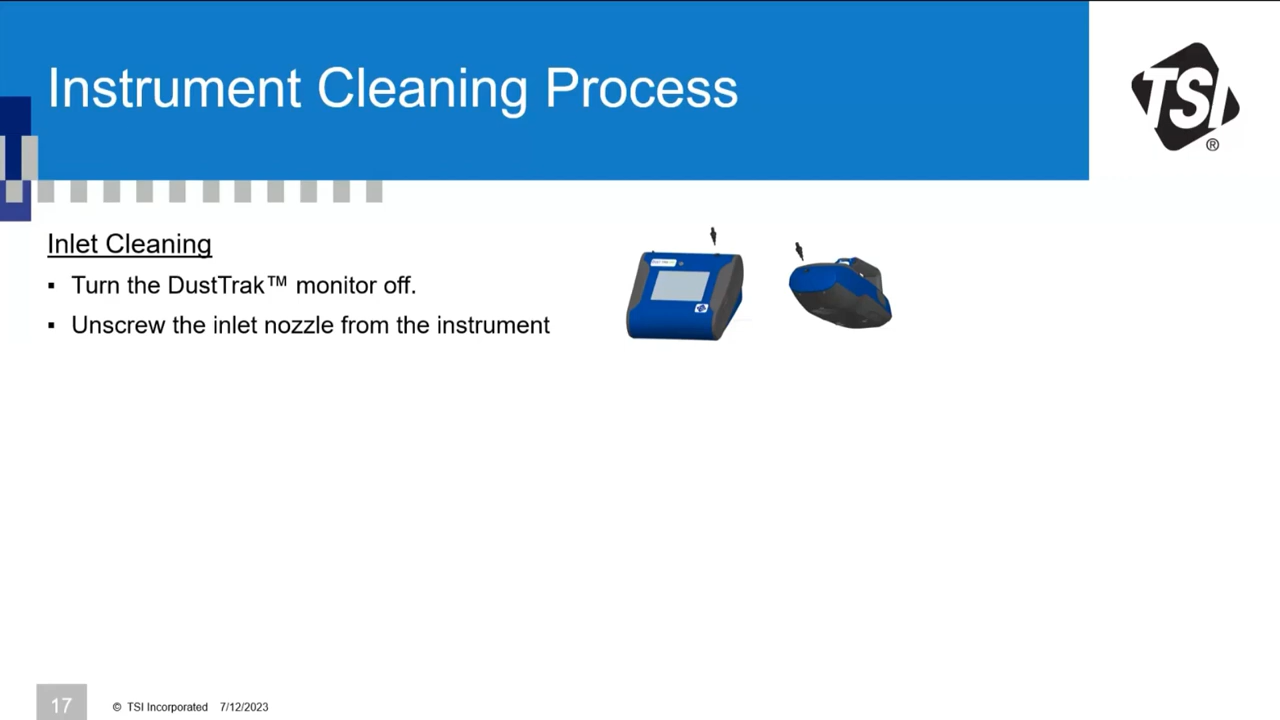 Instrument Cleaning Process
TSI
®
Inlet Cleaning
▪ Turn the DustTrak™ monitor off.
▪ Unscrew the inlet nozzle from the instrument
17
© TSI Incorporated 7/12/2023